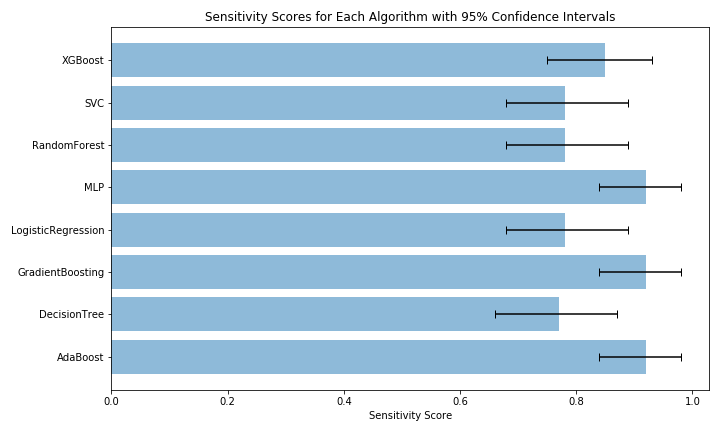 Sensitivity Scores for Each Algorithm with 95% Confidence Intervals
XGBoost
SVC
RandomForest
MLP
LogisticRegression
GradientBoosting
DecisionTree
AdaBoost
0.0 0.2 0.4 0.6 0.8 1.0
Sensitivity Score